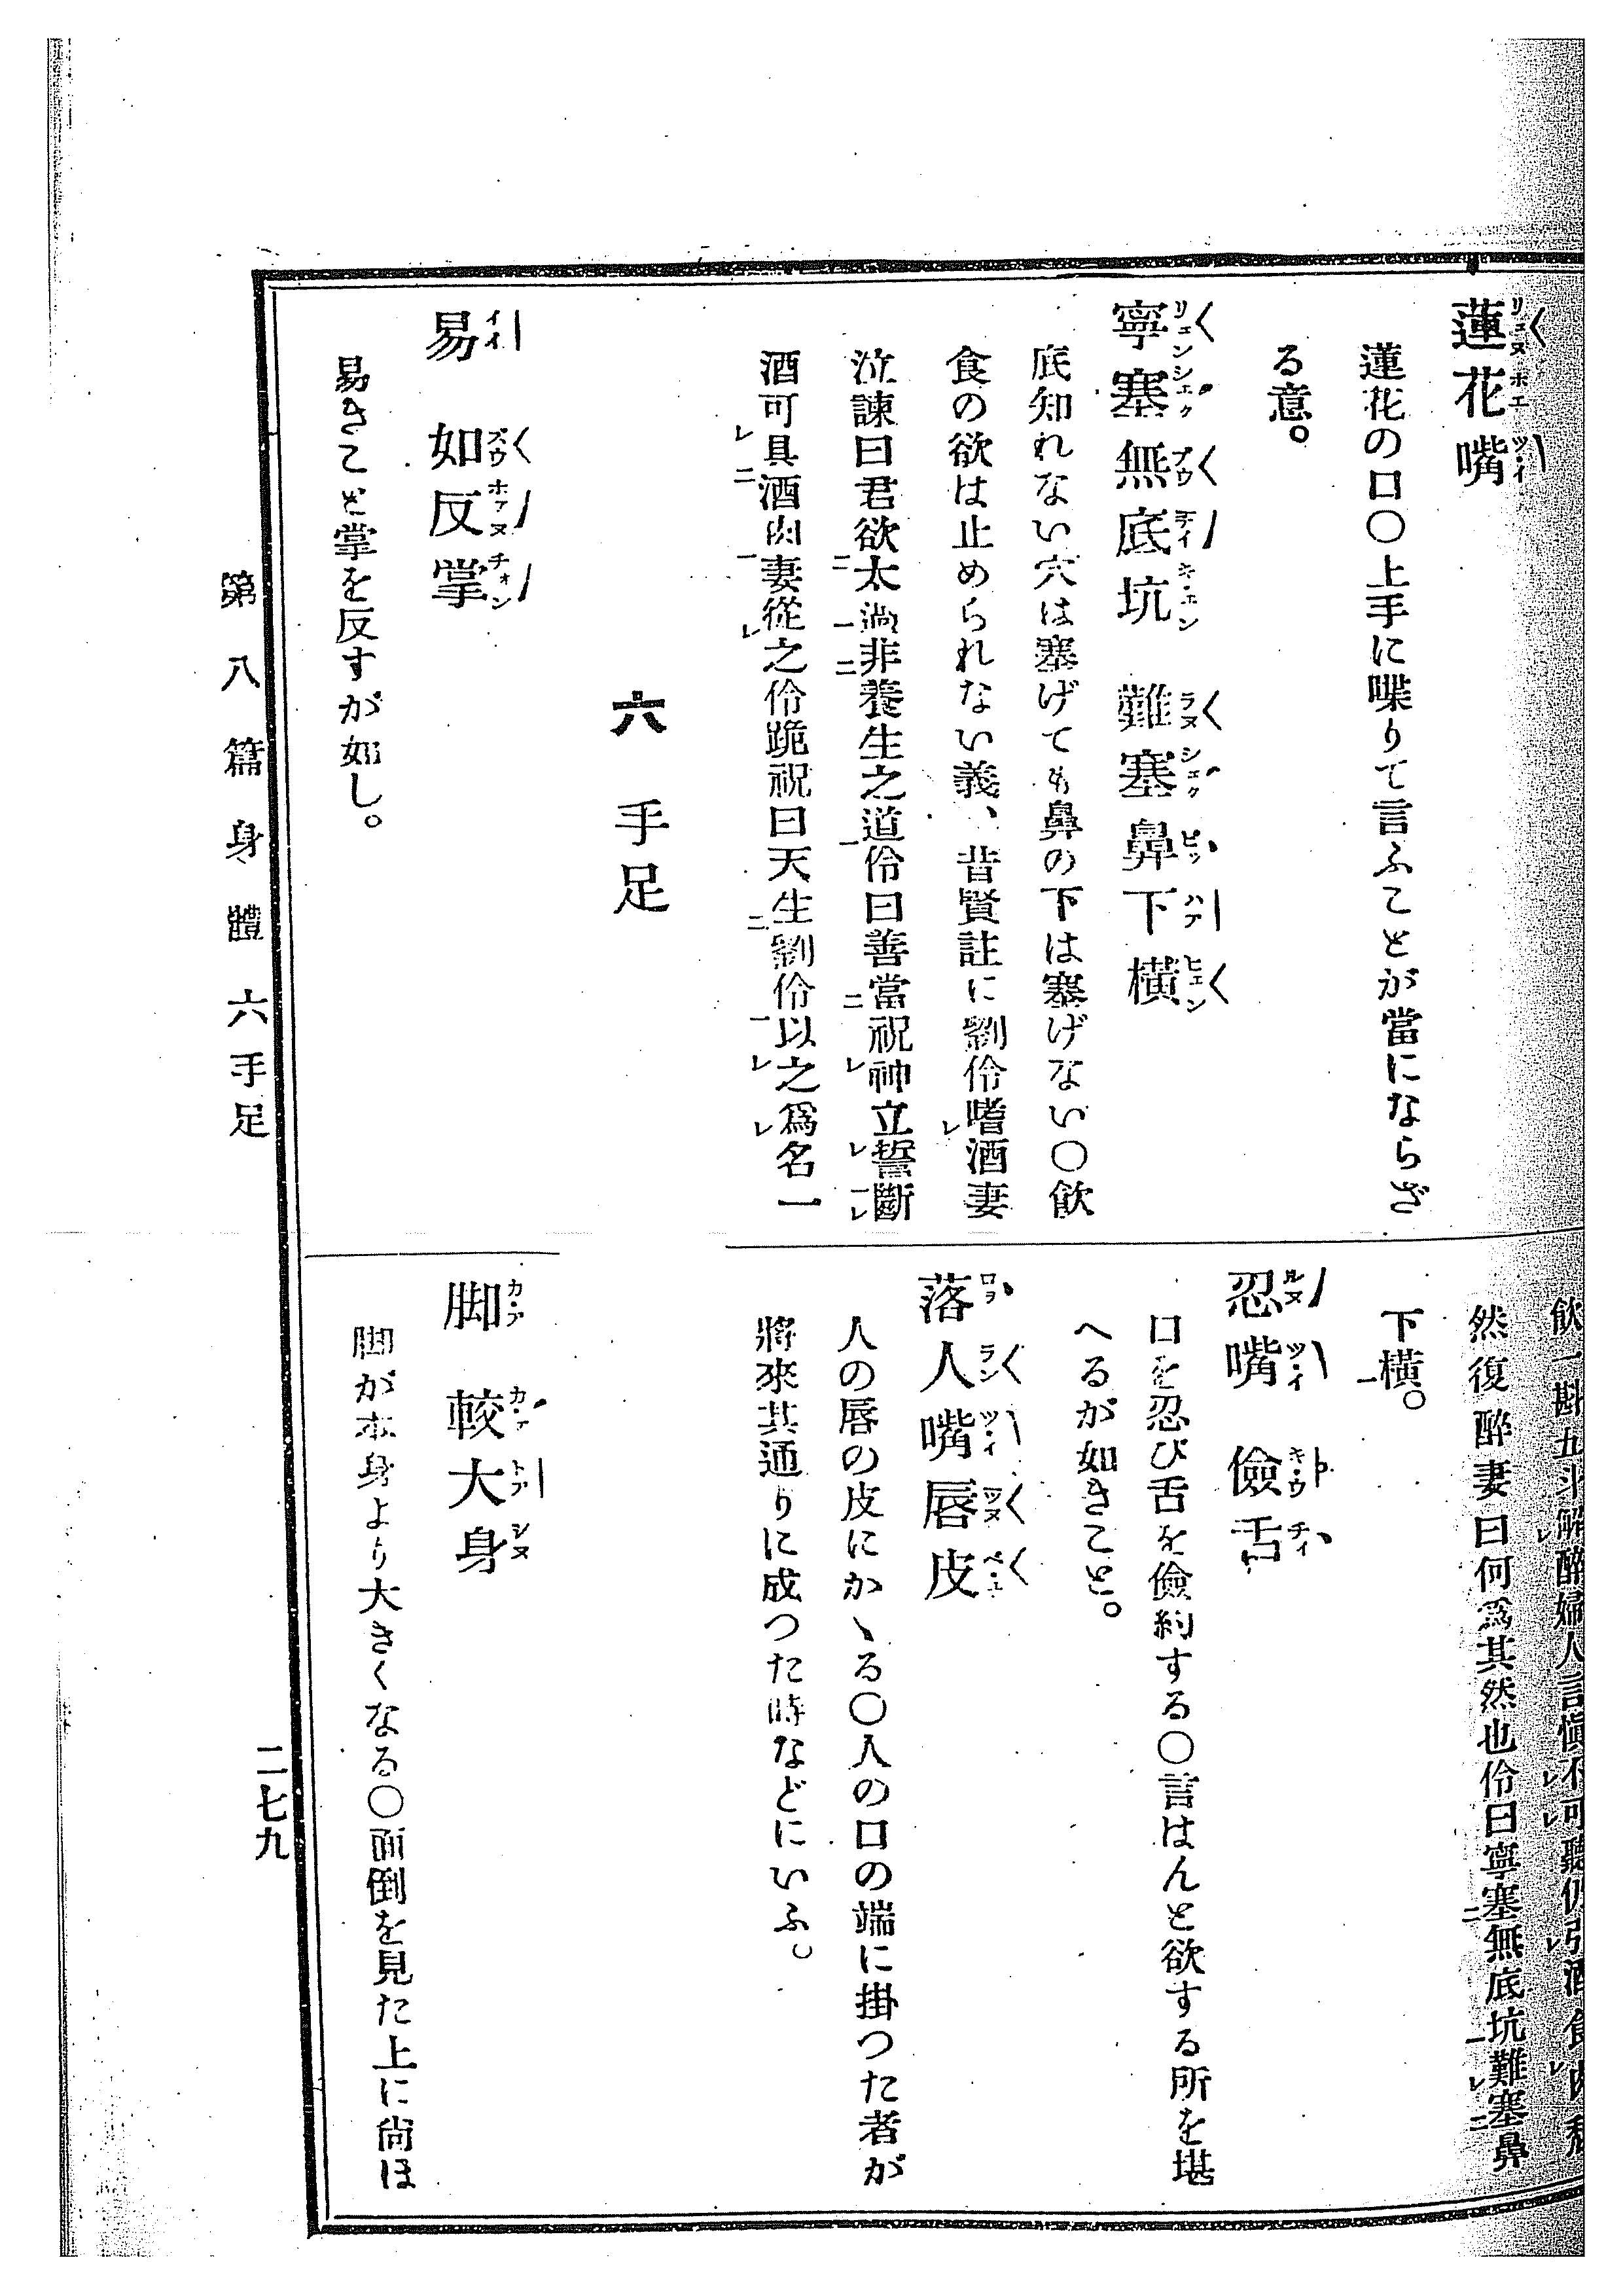 蓮花嘴
蓮花の口〇上手に喋りて言ふことが當にならざ
る意。
寧塞無底坑 難塞鼻下横
底知れない穴は塞げても鼻の下は塞げない〇飮
食の欲は止められない義、昔賢註に劉伶嗜酒妻
泣諫曰君欲太過非養生之道伶曰善當祝神立誓斷
酒可具酒肉妻從之伶跪祝曰天生劉伶以之爲名一
飮一斛五斗解酲婦人言愼不可聽仍引酒食肉
然復醉妻曰何爲其然也伶曰寧塞無底坑難塞鼻
下横。
忍嘴 儉舌
口を忍び舌を儉約する〇言はんと欲する所を堪
へるが如きこと。
落人嘴唇皮
人の唇の皮にかゝる〇人の口の端に掛つた者が
將來其通りに成つた時などにいふ。
六 手足
易 如反掌
易きこと掌を反すが如し。
脚 較大身
脚が本身より大きくなる〇面倒を見た上に尙ほ
第八篇 身體 六 手足
二七九